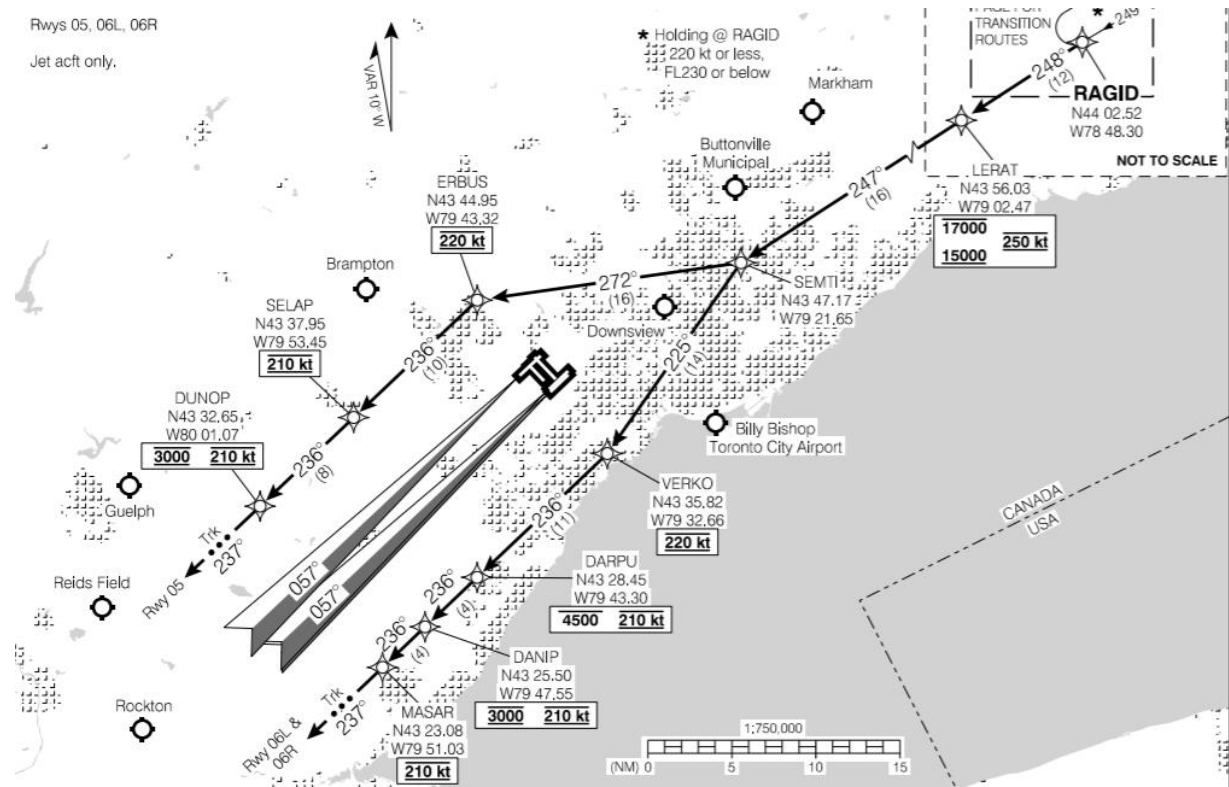 Rwys 05, 06L, 06R
Jet acft only.
VAR 10° W
* Holding @ RAGID
220 kt or less,
FL230 or below
TRANSITION
ROUTES
*
249°
248°
(12)
RAGID
N44 02.52
W78 48.30
NOT TO SCALE
Markham
Buttonville
Municipal
247°
(16)
LERAT
N43 56.03
W79 02.47
17000
15000
250 kt
ERBUS
N43 44.95
W79 43.32
220 kt
Brampton
272°
(16)
SEMTI
N43 47.17
W79 21.65
Downsview
SELAP
N43 37.95
W79 53.45
210 kt
236°
(10)
225°
(14)
DUNOP
N43 32.65
W80 01.07
3000 210 kt
236°
(8)
Billy Bishop
Toronto City Airport
Guelph
VERKO
N43 35.82
W79 32.66
220 kt
CANADA
USA
Trk
237°
Rwy 05
236°
(11)
Reids Field
057°
057°
DARPU
N43 28.45
W79 43.30
4500 210 kt
236°
(4)
236°
(4)
DANIP
N43 25.50
W79 47.55
3000 210 kt
Rockton
Trk
237°
Rwy 06L &
06R
MASAR
N43 23.08
W79 51.03
210 kt
1:750,000
(NM) 0 5 10 15